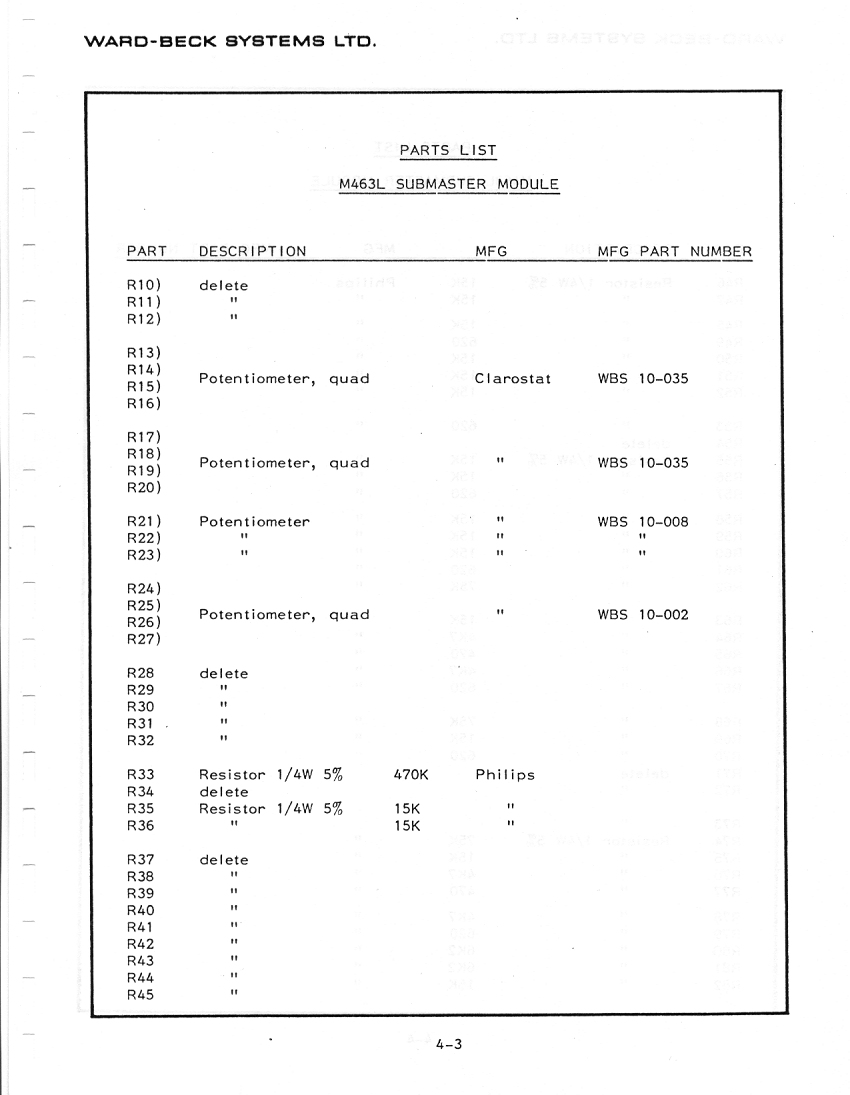 WARD-BECK SYSTEMS LTD.
PARTS LIST
M463L SUBMASTER MODULE
PART DESCRIPTION MFG MFG PART NUMBER
R10) delete
R11) "
R12) "
R13)
R14)
R15) Potentiometer, quad Clarostat WBS 10-035
R16)
R17)
R18)
R19) Potentiometer, quad " WBS 10-035
R20)
R21) Potentiometer " WBS 10-008
R22) " " "
R23) " " "
R24)
R25)
R26) Potentiometer, quad " WBS 10-002
R27)
R28 delete
R29 "
R30 "
R31 "
R32 "
R33 Resistor 1/4W 5% 470K Philips
R34 delete
R35 Resistor 1/4W 5% 15K "
R36 " 15K "
R37 delete
R38 "
R39 "
R40 "
R41 "
R42 "
R43 "
R44 "
R45 "
4-3